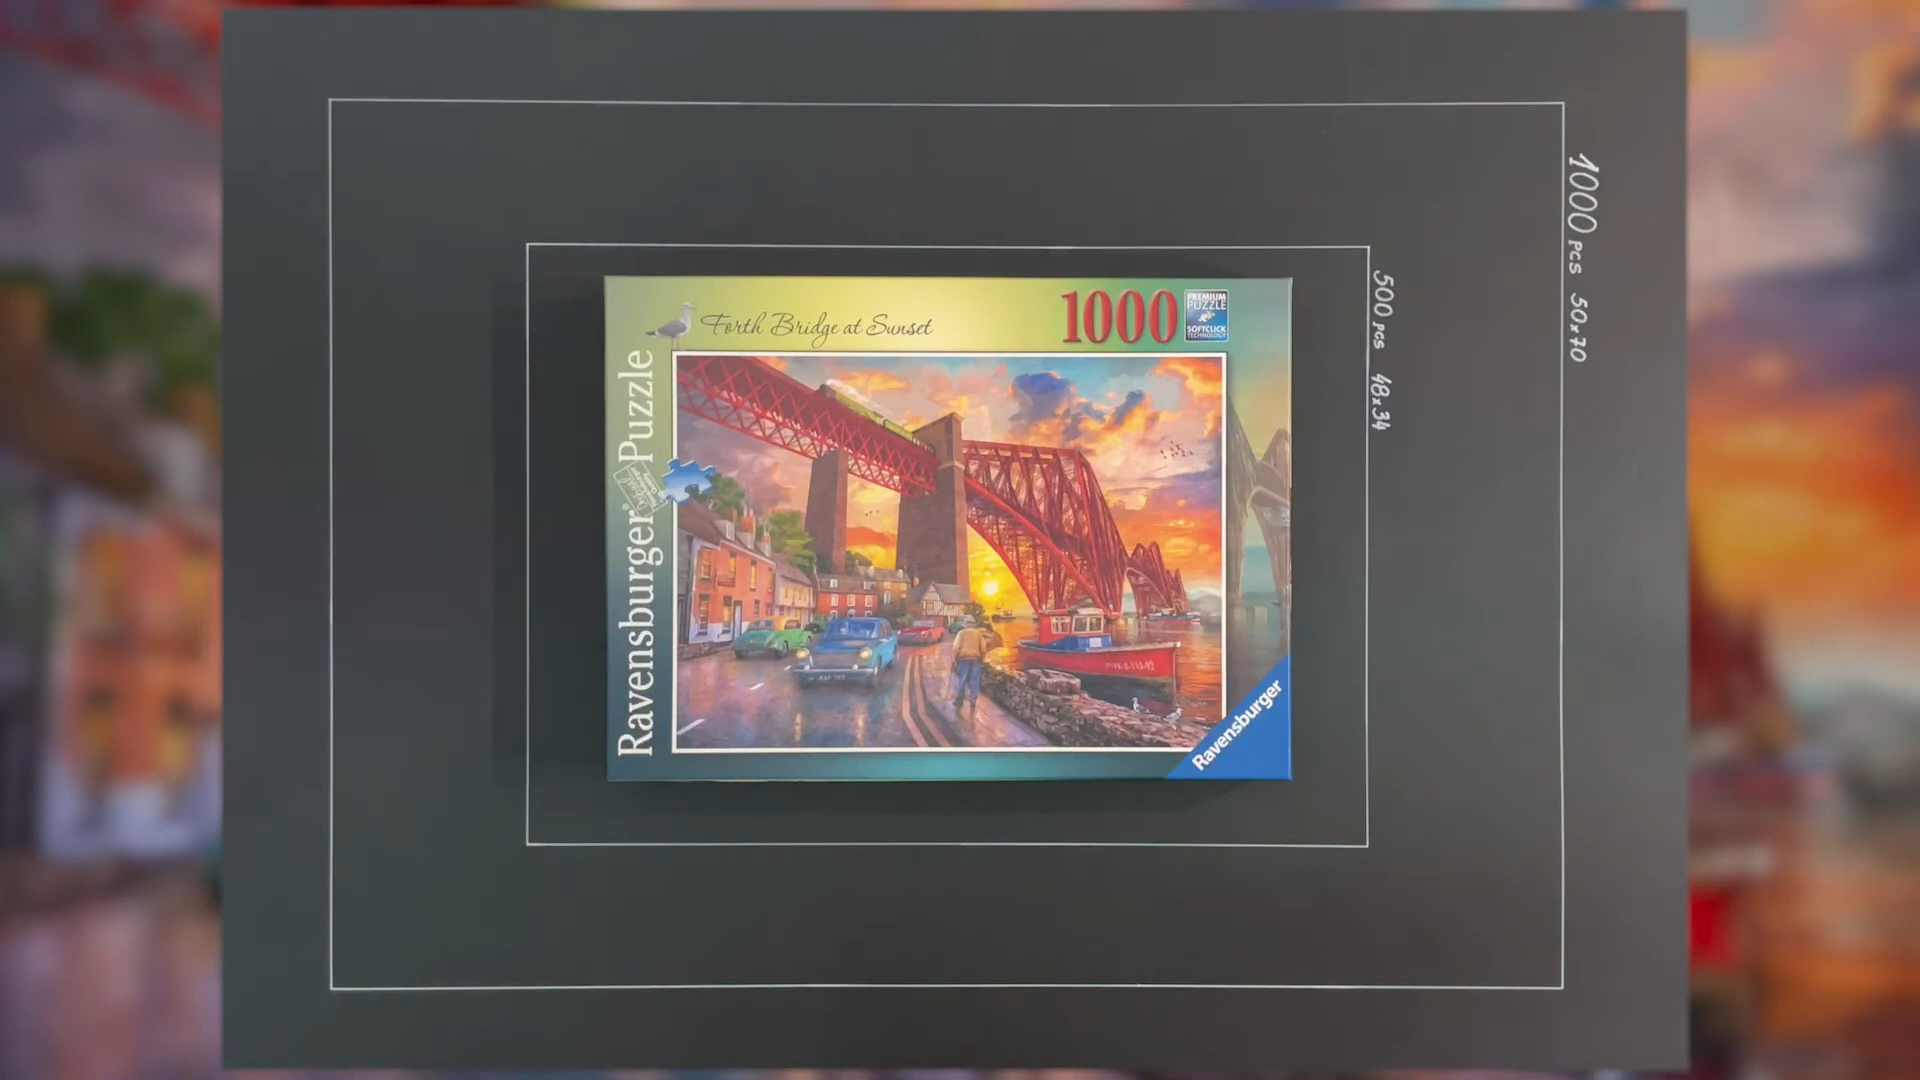 Forth Bridge at Sunset
1000
PREMIUM
PUZZLE
SOFTCLICK
TECHNOLOGY
Ravensburger® Puzzle
Ravensburger
500 pcs 48x34
1000 pcs 50x70